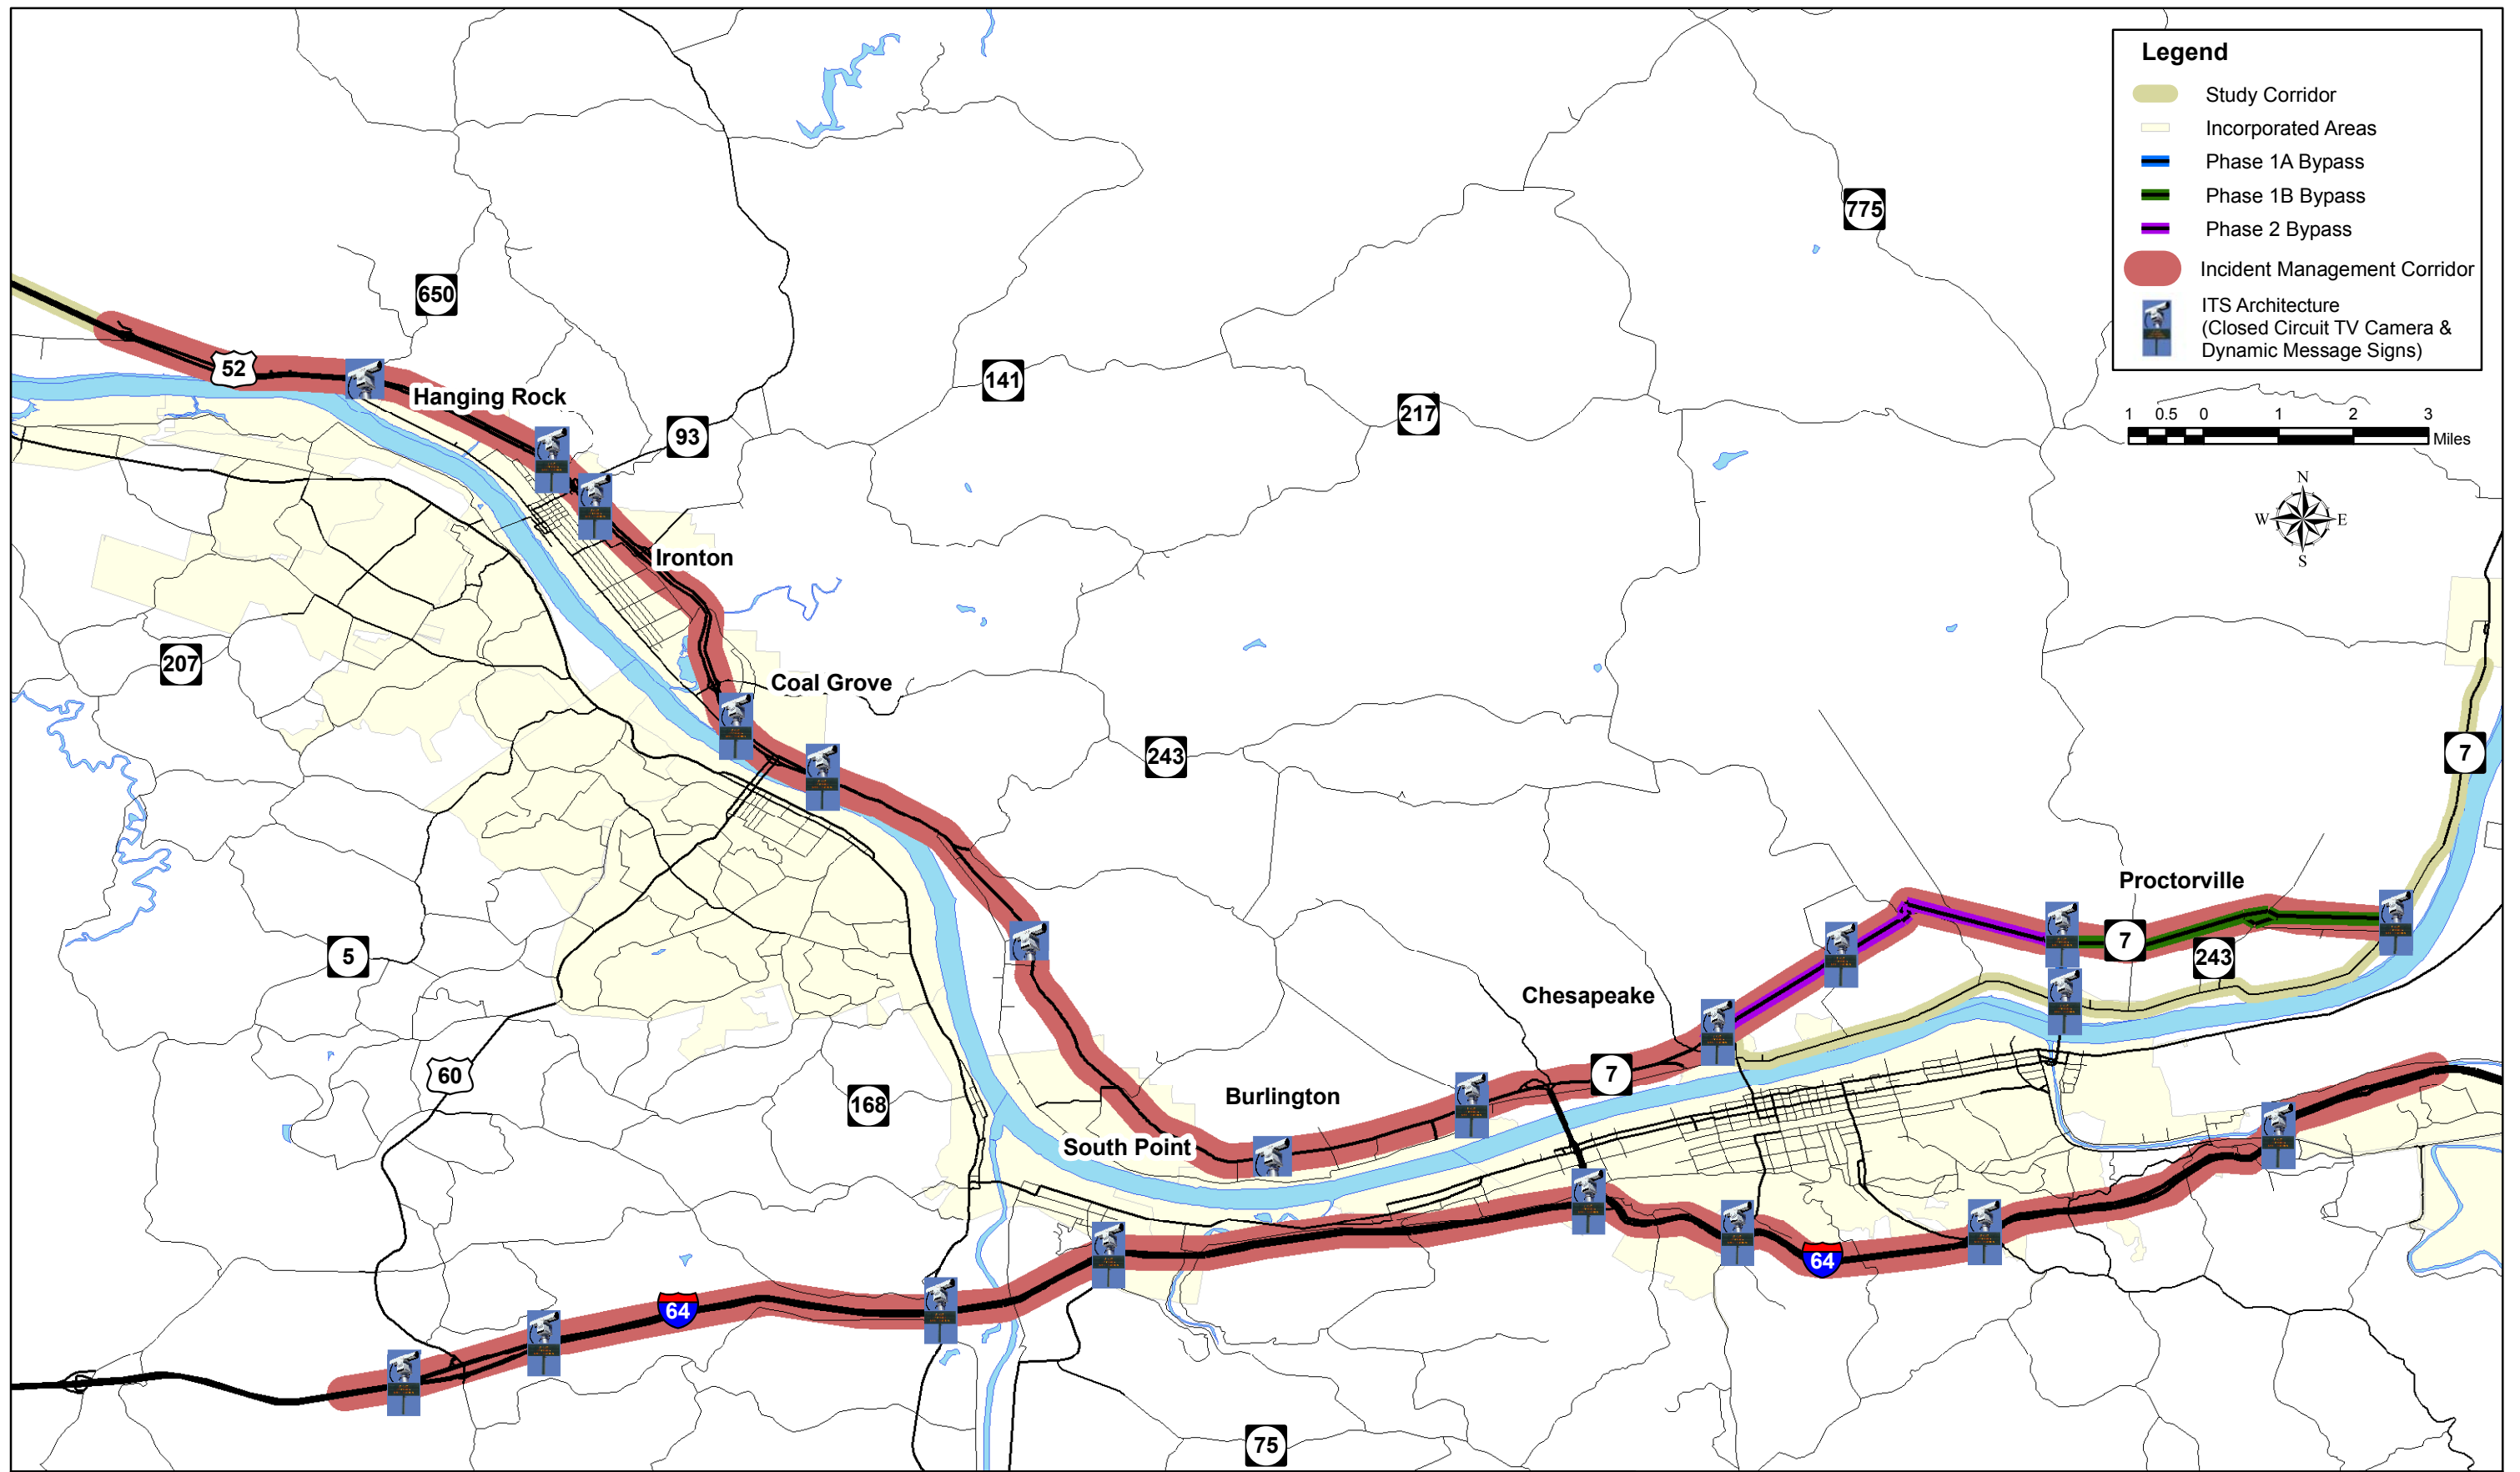 Legend
Study Corridor
Incorporated Areas
Phase 1A Bypass
Phase 1B Bypass
Phase 2 Bypass
Incident Management Corridor
ITS Architecture
(Closed Circuit TV Camera &
Dynamic Message Signs)
1 0.5 0 1 2 3
Miles
N
W E
S
775
650
52
Hanging Rock
141
217
93
Ironton
207
Coal Grove
243
7
Proctorville
5
7
243
Chesapeake
60
7
168
Burlington
South Point
64
64
75